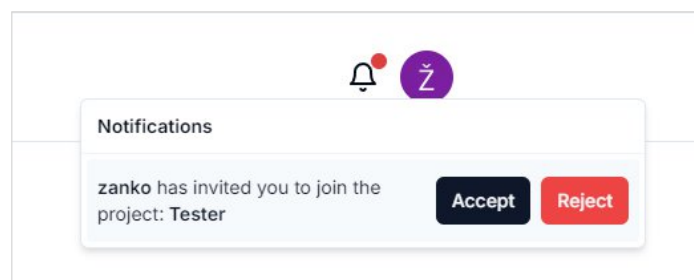 Ž
Notifications
zanko has invited you to join the
project: Tester
Accept
Reject